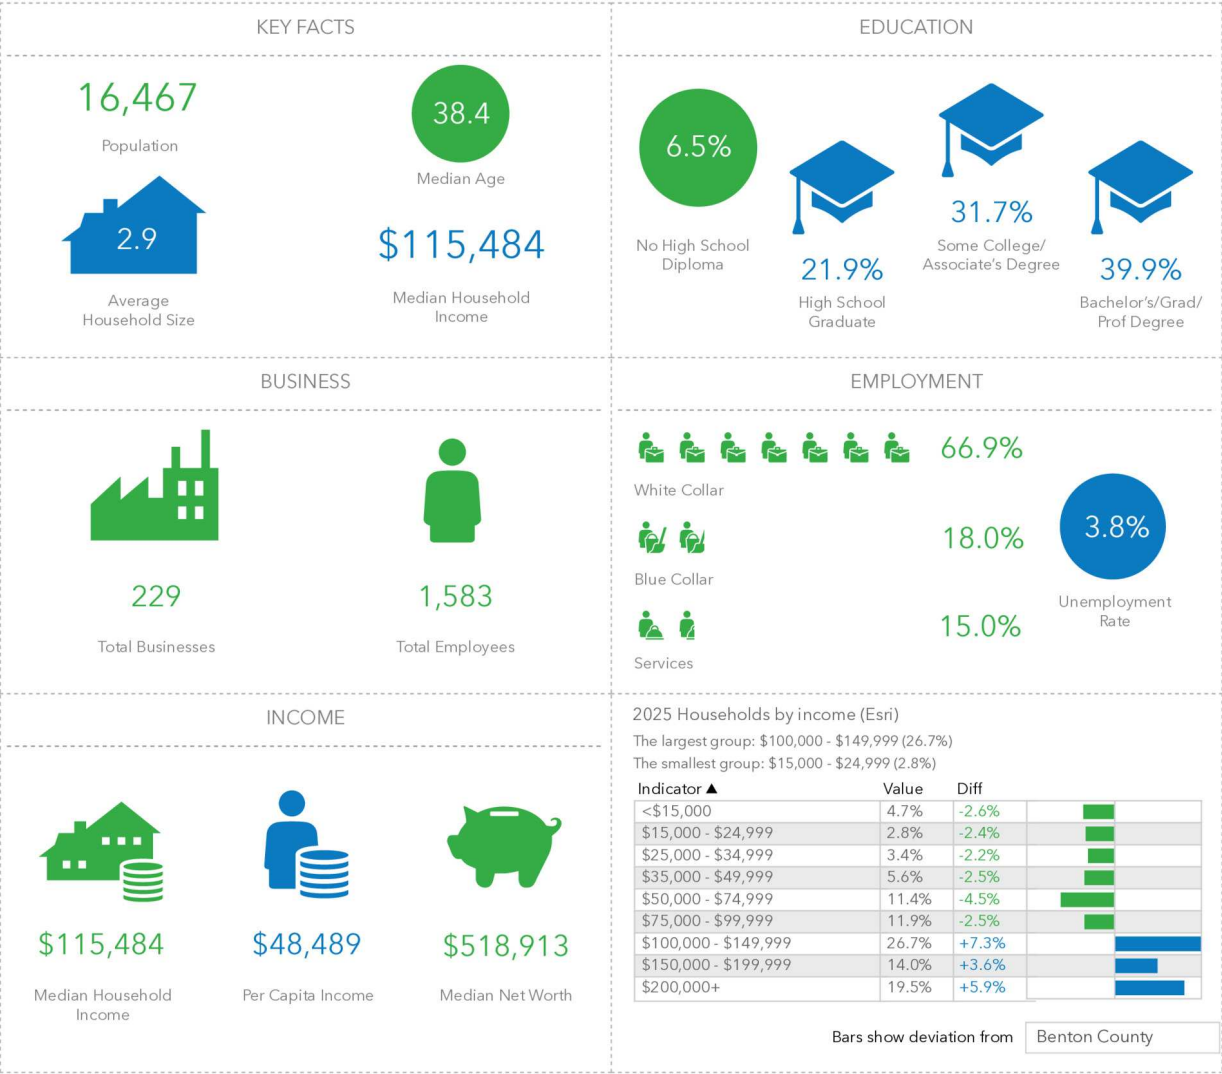 KEY FACTS
16,467
Population
38.4
Median Age
2.9
Average
Household Size
$115,484
Median Household
Income
EDUCATION
6.5%
No High School
Diploma
21.9%
High School
Graduate
31.7%
Some College/
Associate's Degree
39.9%
Bachelor's/Grad/
Prof Degree
BUSINESS
229
Total Businesses
1,583
Total Employees
EMPLOYMENT
66.9%
White Collar
18.0%
Blue Collar
15.0%
Services
3.8%
Unemployment
Rate
INCOME
$115,484
Median Household
Income
$48,489
Per Capita Income
$518,913
Median Net Worth
2025 Households by income (Esri)
The largest group: $100,000 - $149,999 (26.7%)
The smallest group: $15,000 - $24,999 (2.8%)
Indicator ▲ Value Diff
<$15,000 4.7% -2.6%
$15,000 - $24,999 2.8% -2.4%
$25,000 - $34,999 3.4% -2.2%
$35,000 - $49,999 5.6% -2.5%
$50,000 - $74,999 11.4% -4.5%
$75,000 - $99,999 11.9% -2.5%
$100,000 - $149,999 26.7% +7.3%
$150,000 - $199,999 14.0% +3.6%
$200,000+ 19.5% +5.9%
Bars show deviation from Benton County